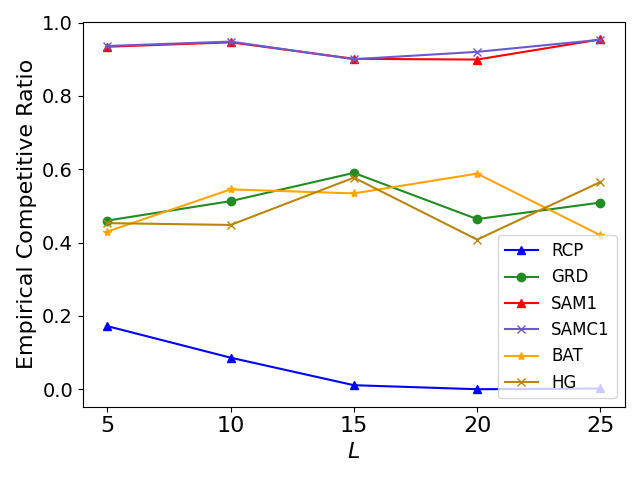 Empirical Competitive Ratio
1.0
0.8
0.6
0.4
0.2
0.0
5 10 15 20 25
L
RCP
GRD
SAM1
SAMC1
BAT
HG